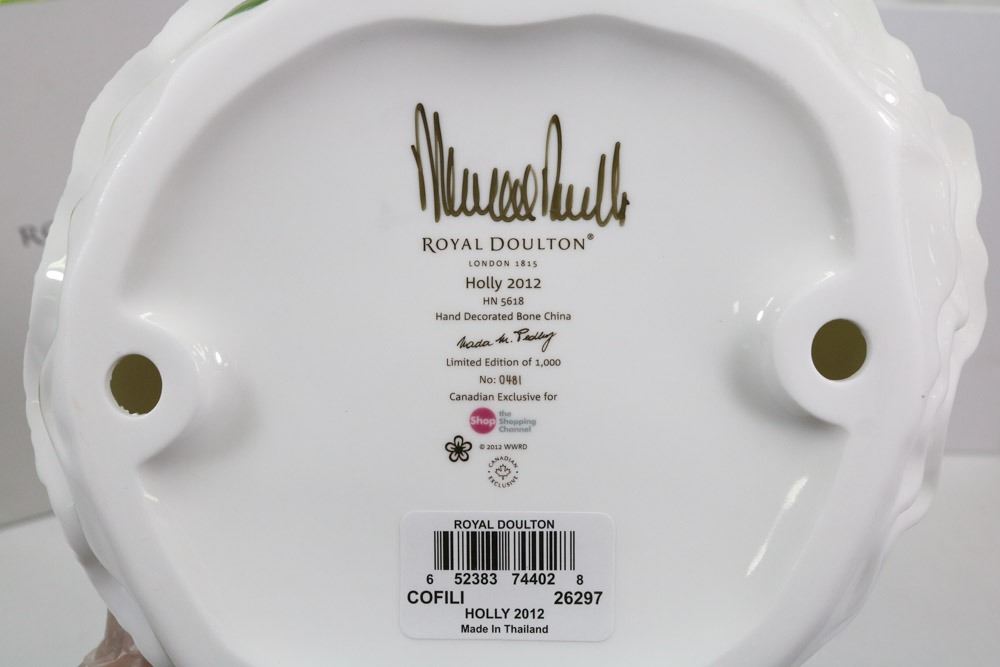 ROYAL DOULTON®
LONDON 1815
Holly 2012
HN 5618
Hand Decorated Bone China
Nada M. Pedley
Limited Edition of 1,000
No: 0481
Canadian Exclusive for
Shop the Shopping Channel
© 2012 WWRD
CANADIAN EXCLUSIVE
ROYAL DOULTON
6 52383 74402 8
COFILI 26297
HOLLY 2012
Made In Thailand